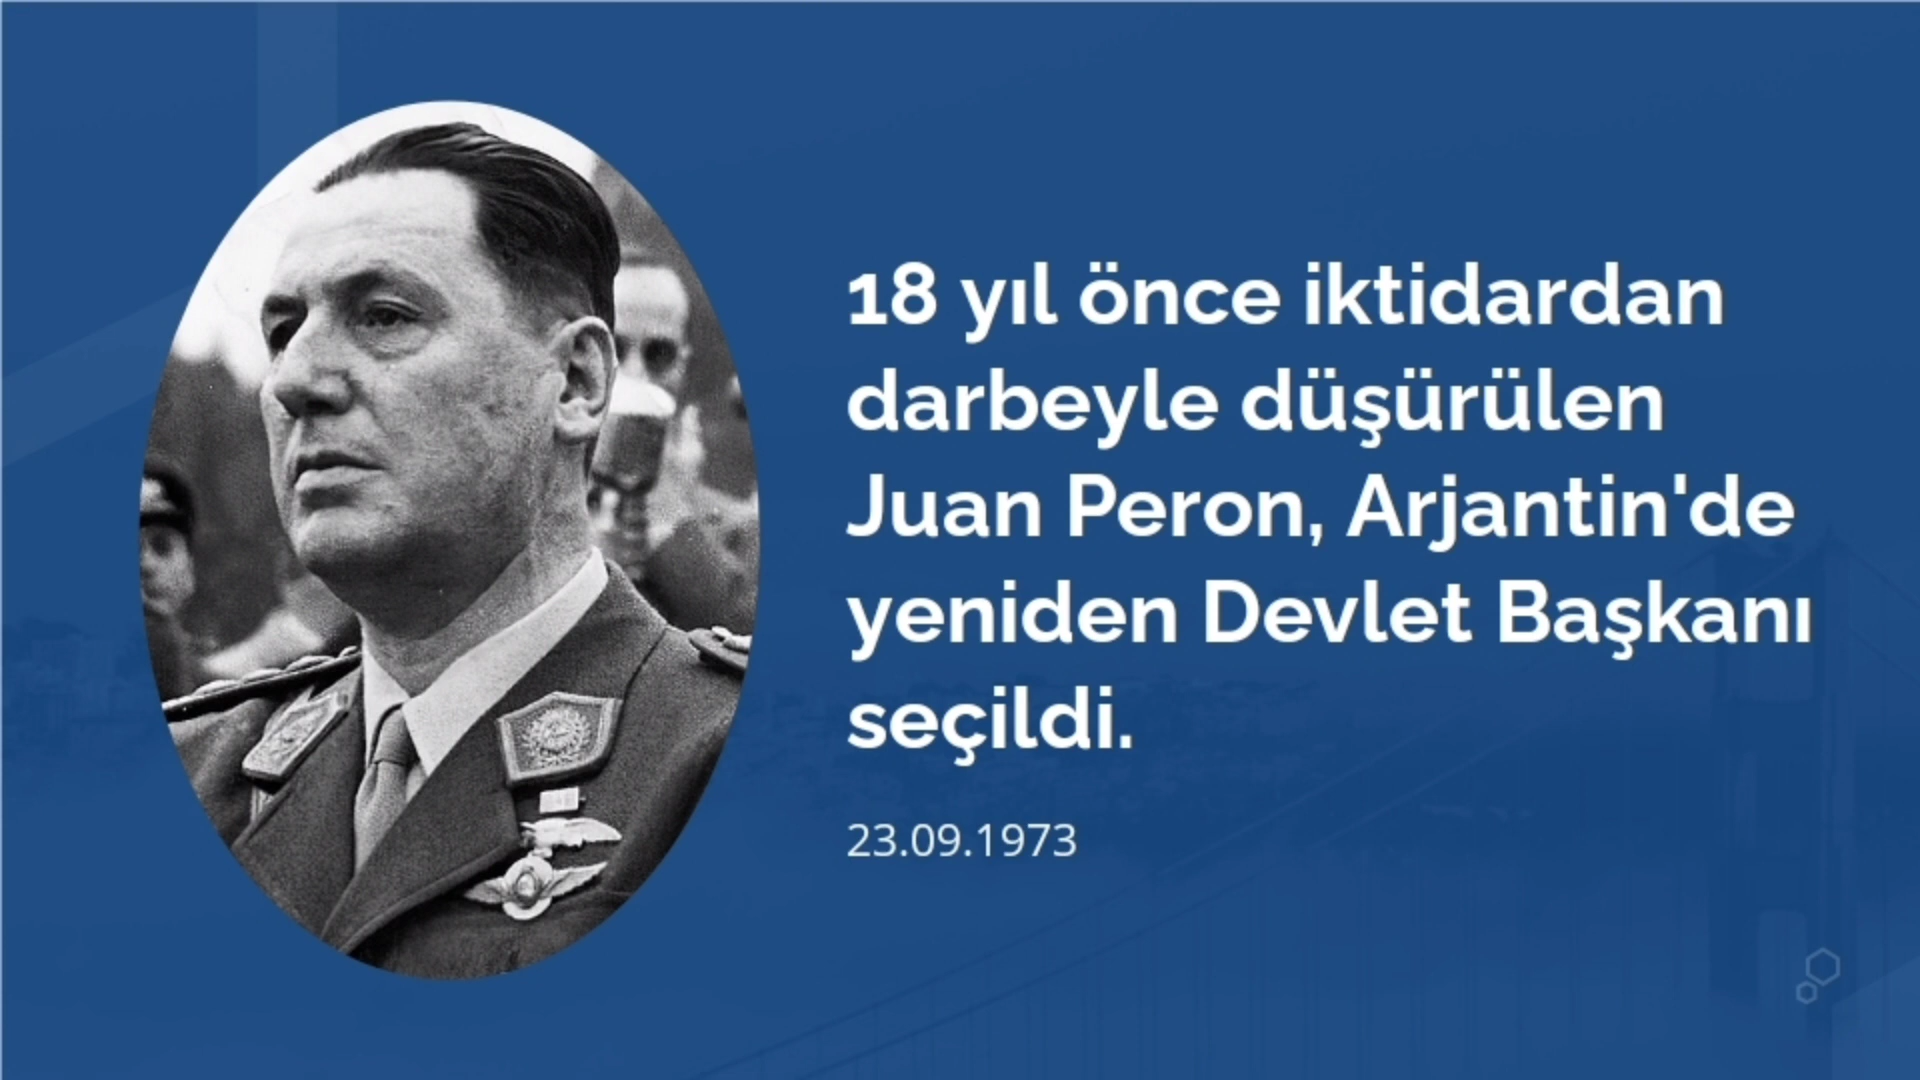 18 yıl önce iktidardan
darbeyle düşürülen
Juan Peron, Arjantin'de
yeniden Devlet Başkanı
seçildi.
23.09.1973